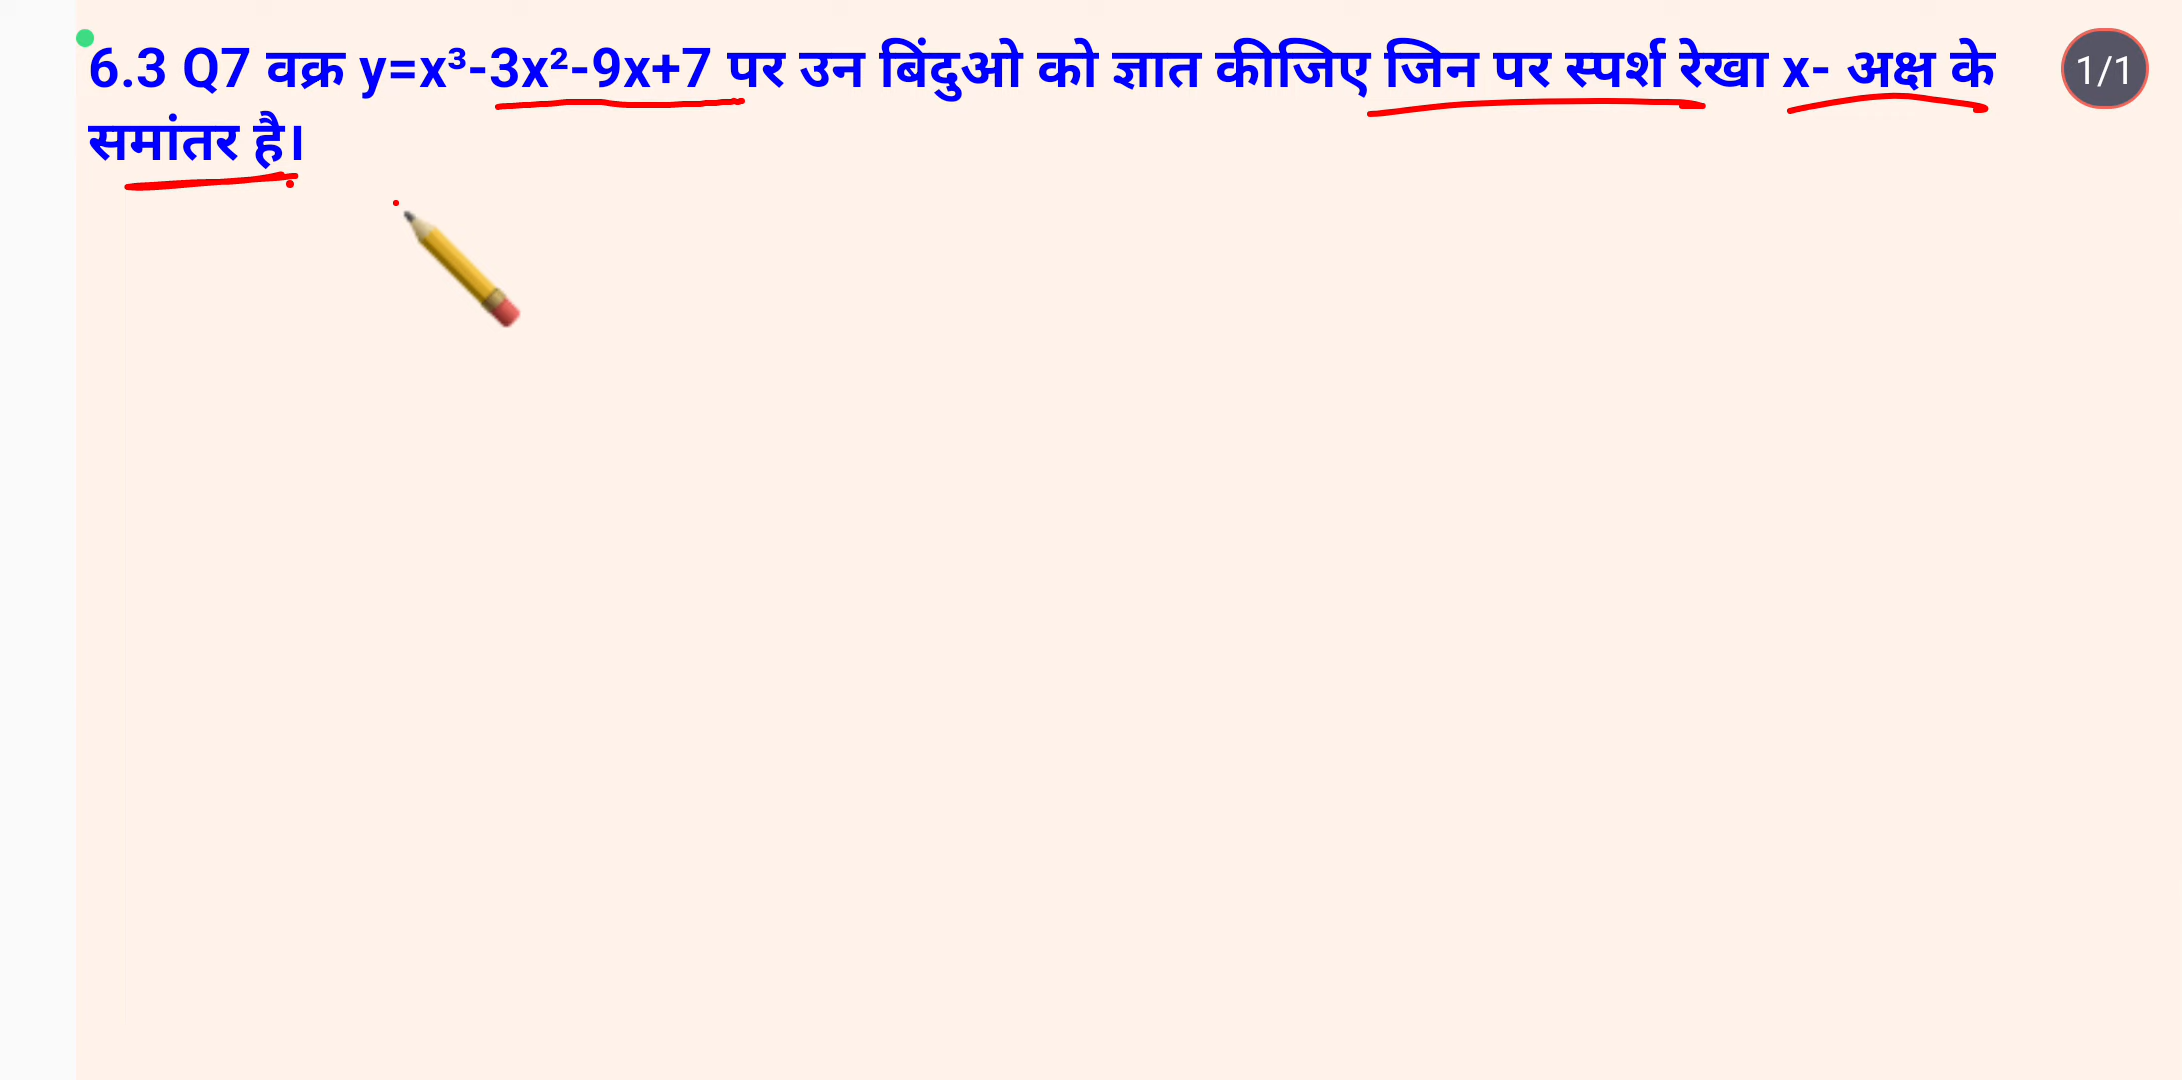 6.3 Q7 वक्र y=x³-3x²-9x+7 पर उन बिंदुओ को ज्ञात कीजिए जिन पर स्पर्श रेखा x- अक्ष के
समांतर है।
1/1